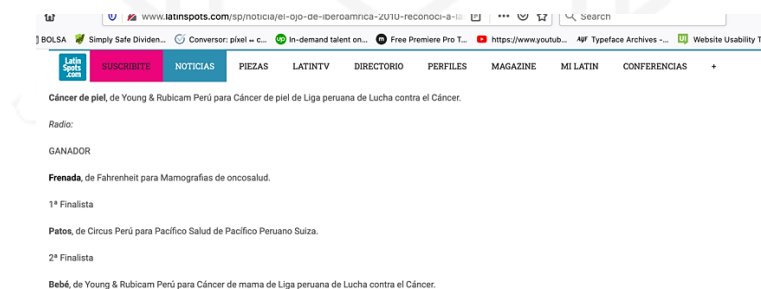 www.latinspots.com/sp/noticia/el-ojo-de-iberoamrica-2010-reconoci-a-la
Search
BOLSA Simply Safe Dividen... Conversor: píxel ↔ c... In-demand talent on... Free Premiere Pro T... https://www.youtub... Typeface Archives -... Website Usability T
Latin Spots .com SUSCRIBITE NOTICIAS PIEZAS LATINTV DIRECTORIO PERFILES MAGAZINE MI LATIN CONFERENCIAS +
Cáncer de piel, de Young & Rubicam Perú para Cáncer de piel de Liga peruana de Lucha contra el Cáncer.
Radio:
GANADOR
Frenada, de Fahrenheit para Mamografias de oncosalud.
1ª Finalista
Patos, de Circus Perú para Pacífico Salud de Pacífico Peruano Suiza.
2ª Finalista
Bebé, de Young & Rubicam Perú para Cáncer de mama de Liga peruana de Lucha contra el Cáncer.